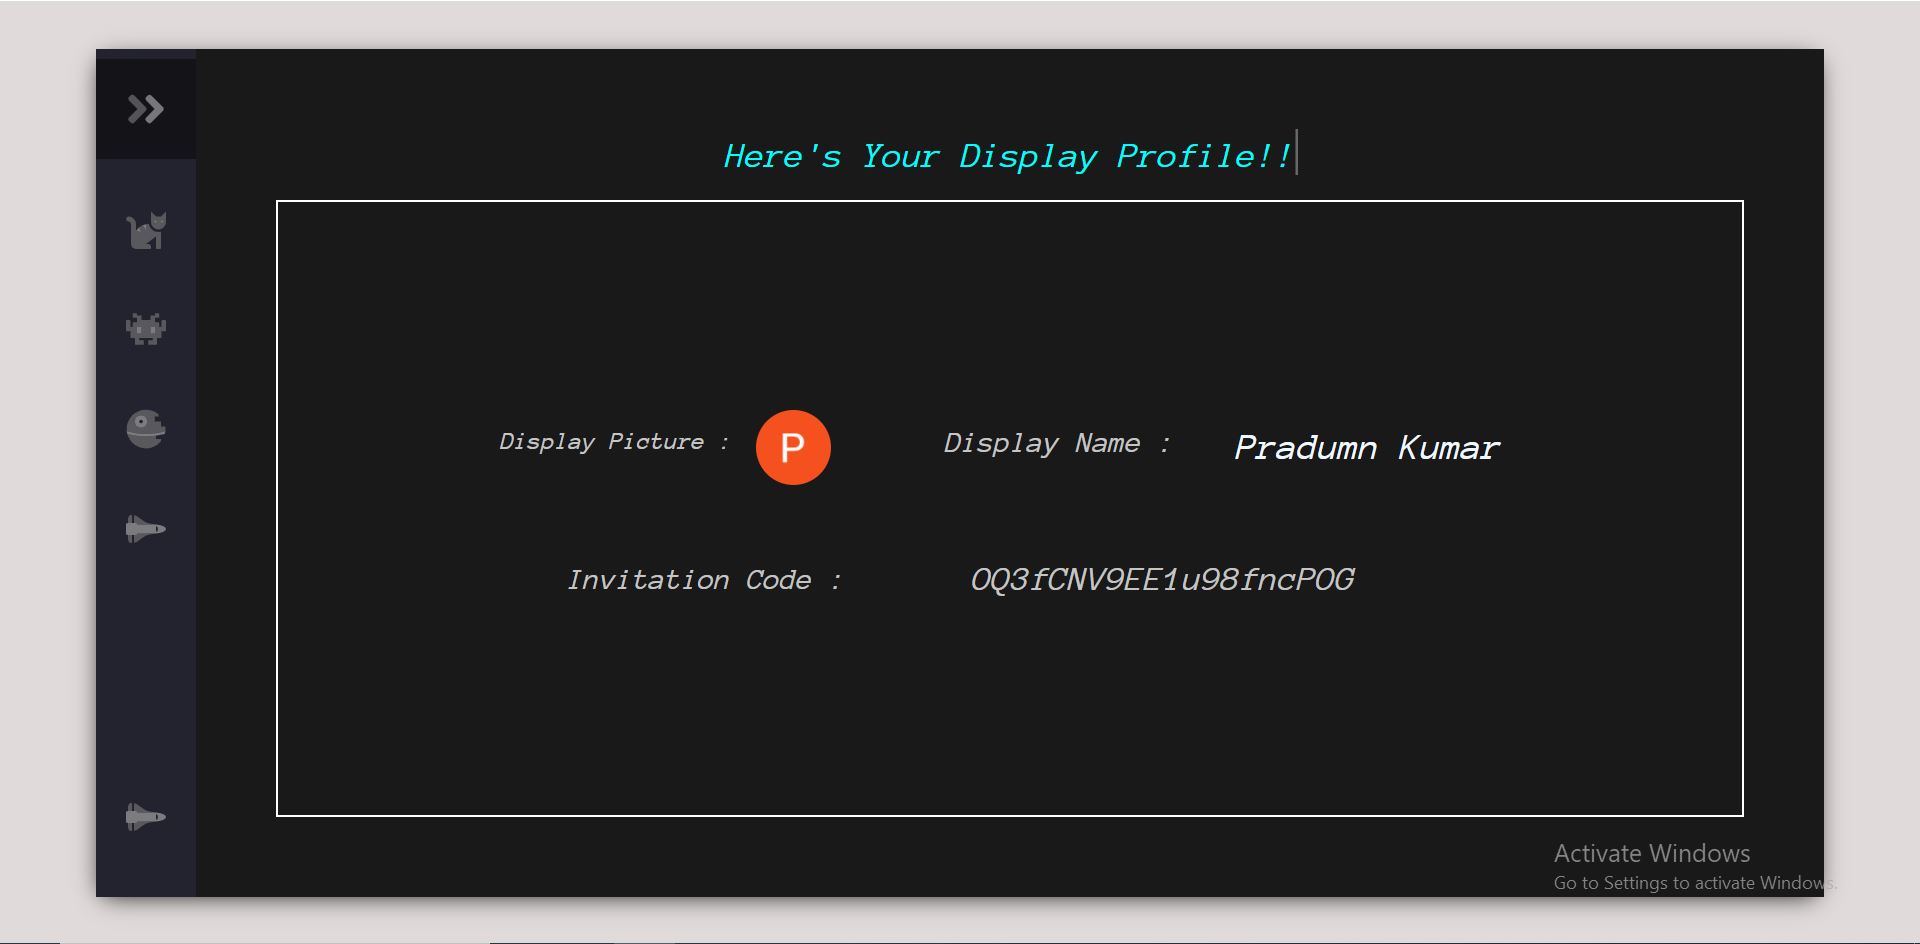 Here's Your Display Profile!!
Display Picture : P Display Name : Pradumn Kumar
Invitation Code : OQ3fCNV9EE1u98fncPOG
Activate Windows
Go to Settings to activate Windows.